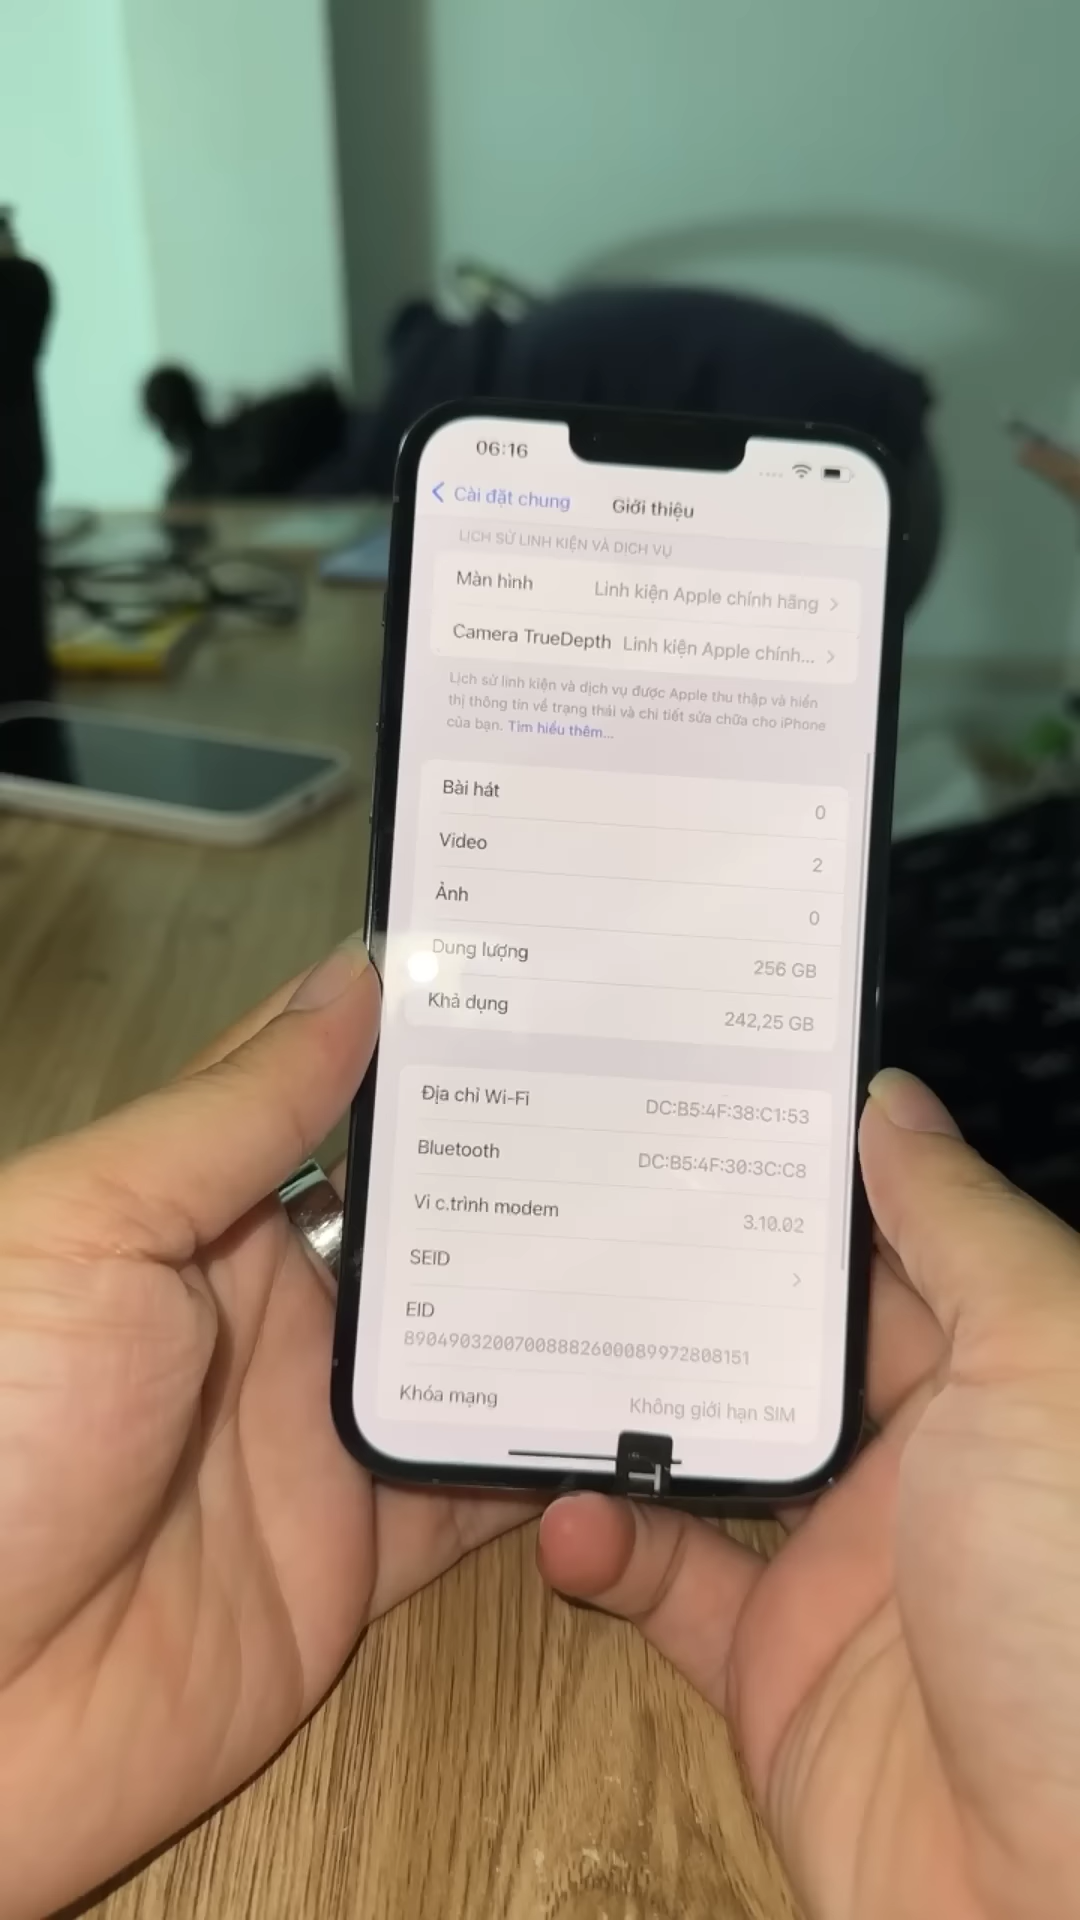 06:16
Cài đặt chung
Giới thiệu
LỊCH SỬ LINH KIỆN VÀ DỊCH VỤ
Màn hình Linh kiện Apple chính hãng
Camera TrueDepth Linh kiện Apple chính...
Lịch sử linh kiện và dịch vụ được Apple thu thập và hiển
thị thông tin về trạng thái và chi tiết sửa chữa cho iPhone
của bạn. Tìm hiểu thêm...
Bài hát 0
Video 2
Ảnh 0
Dung lượng 256 GB
Khả dụng 242,25 GB
Địa chỉ Wi-Fi DC:B5:4F:38:C1:53
Bluetooth DC:B5:4F:30:3C:C8
Vi c.trình modem 3.10.02
SEID
EID
89049032007008882600089972808151
Khóa mạng Không giới hạn SIM